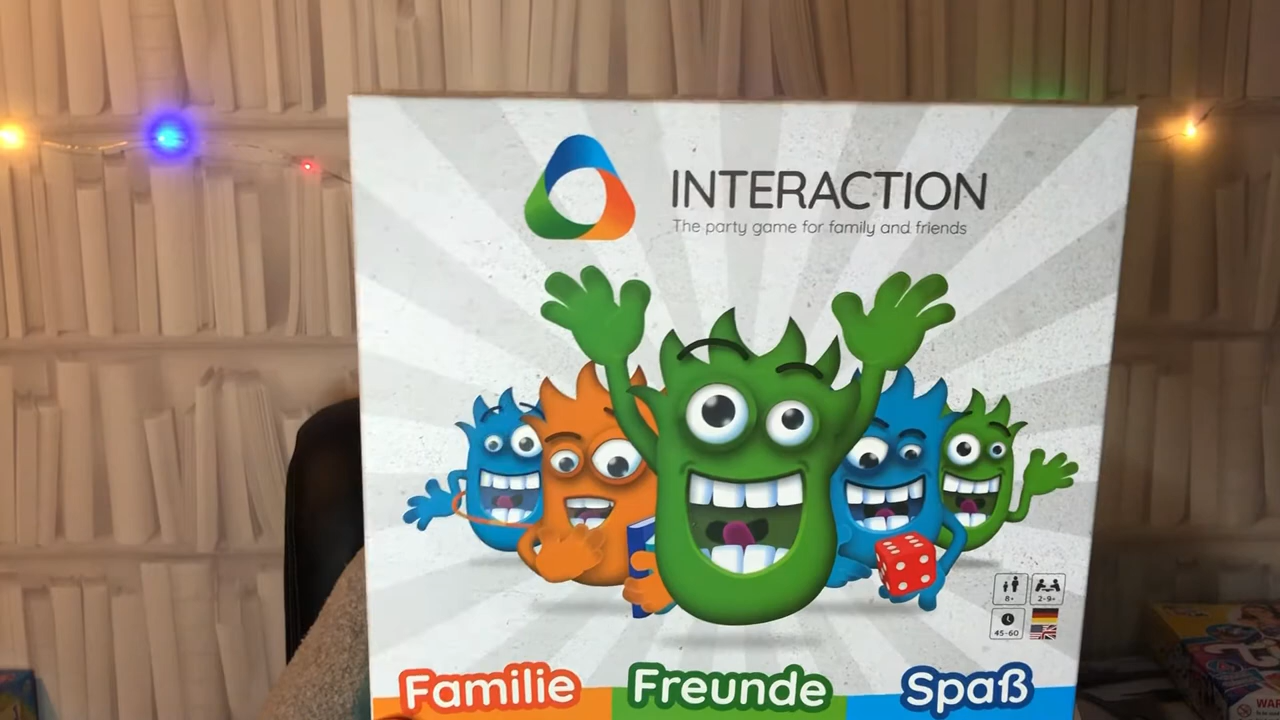 INTERACTION
The party game for family and friends
8+
2-9+
45-60
Familie
Freunde
Spaß